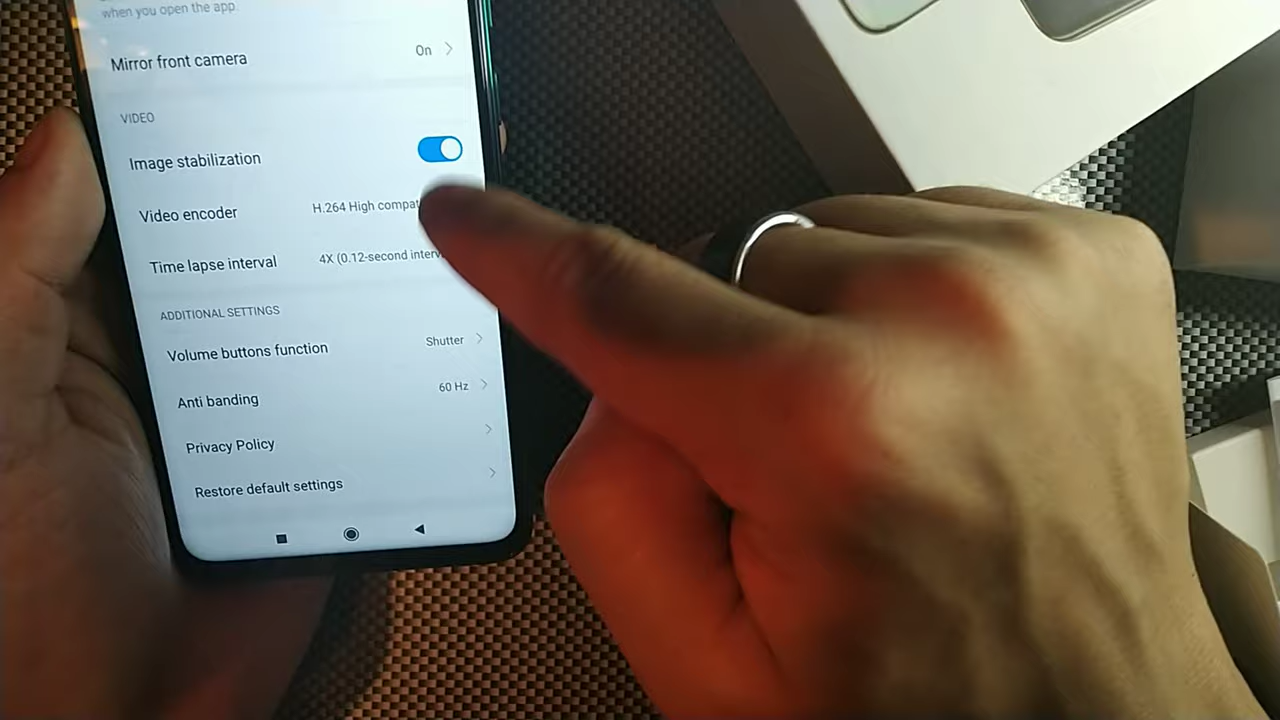 when you open the app
Mirror front camera On
VIDEO
Image stabilization
Video encoder H.264 High
Time lapse interval 4X (0.12-second
ADDITIONAL SETTINGS
Volume buttons function Shutter
Anti banding 60 Hz
Privacy Policy
Restore default settings